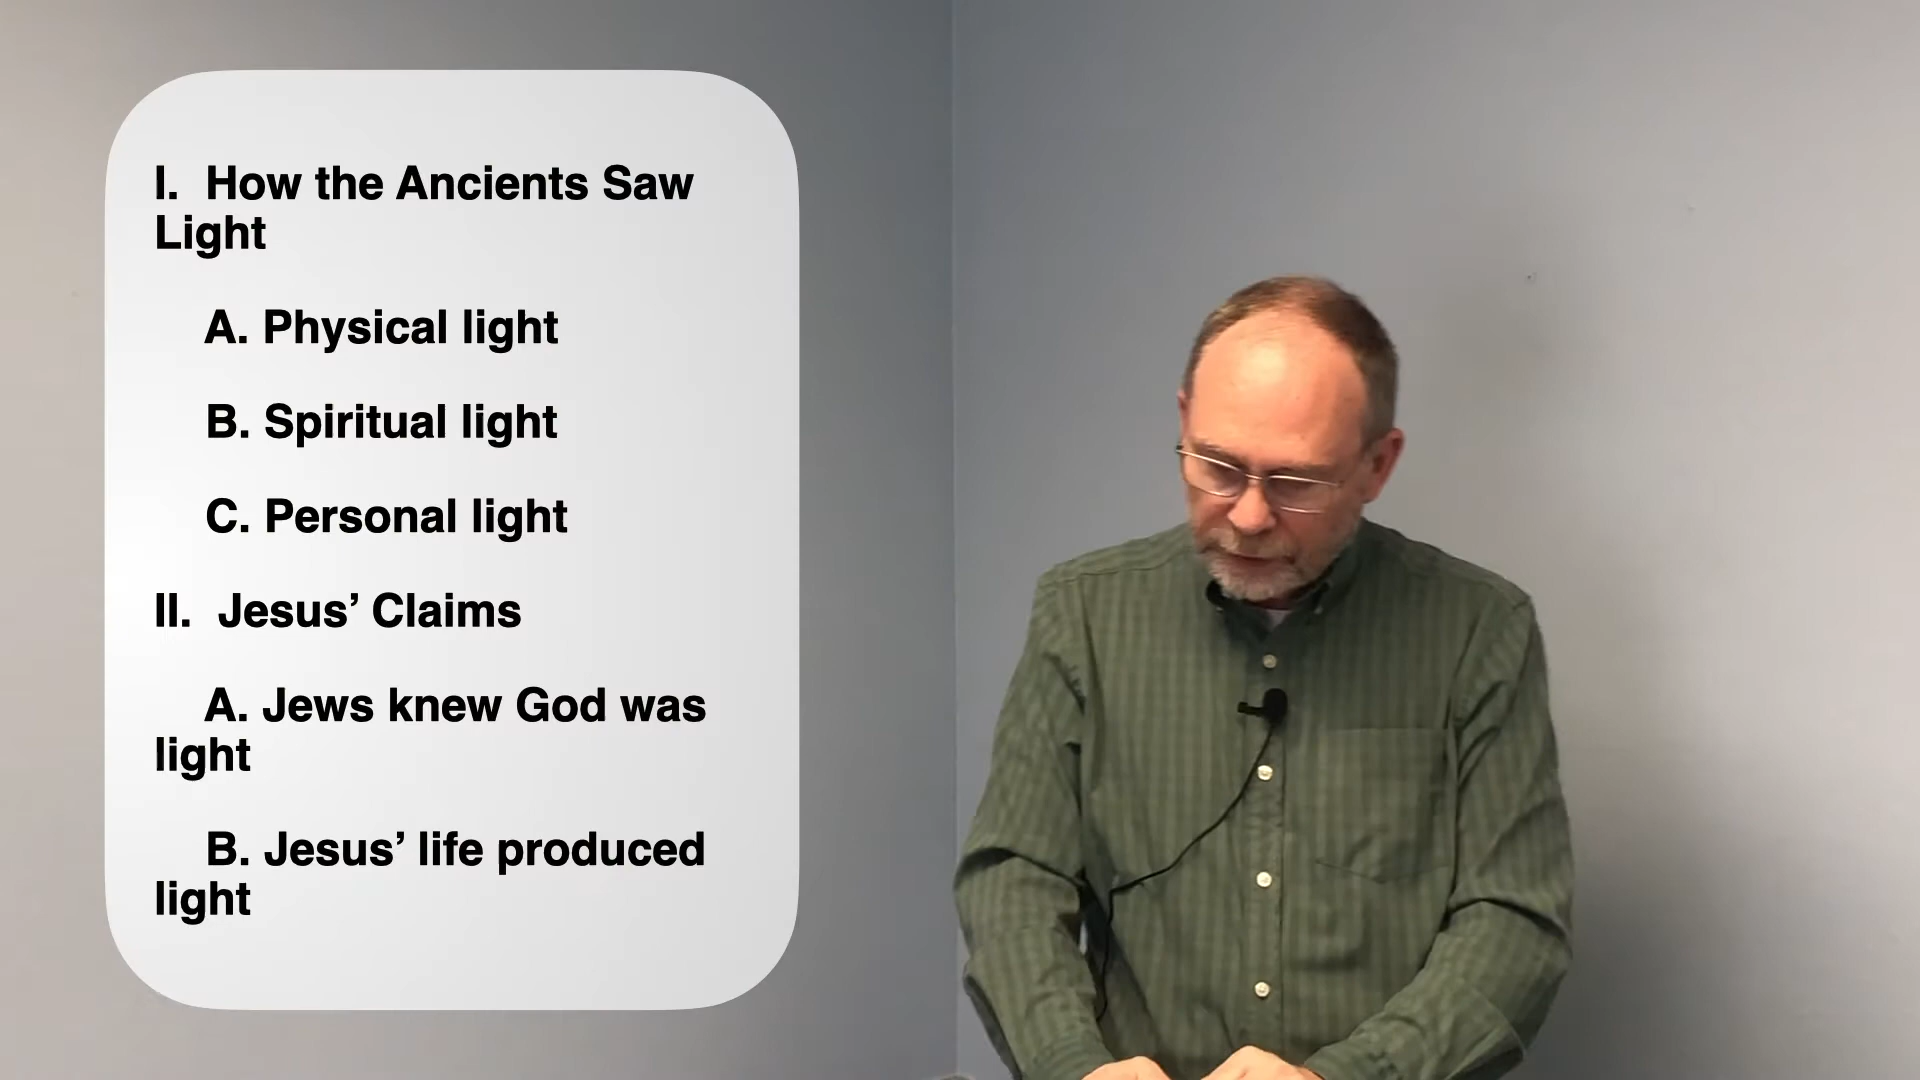 I.  How the Ancients Saw
Light
A. Physical light
B. Spiritual light
C. Personal light
II.  Jesus’ Claims
A. Jews knew God was
light
B. Jesus’ life produced
light